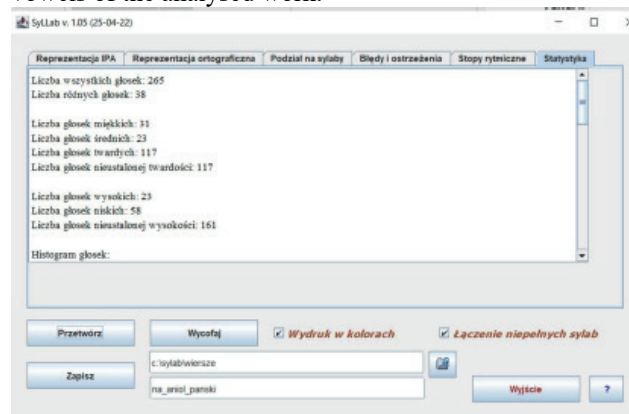 vowels of the analysed work.
SylLab v. 1.05 (25-04-22)
Reprezentacja IPA Reprezentacja ortograficzna Podział na sylaby Błędy i ostrzeżenia Stopy rytmiczne Statystyka
Liczba wszystkich głosek: 265
Liczba różnych głosek: 38
Liczba głosek miękkich: 31
Liczba głosek średnich: 23
Liczba głosek twardych: 117
Liczba głosek nieustalonej twardości: 117
Liczba głosek wysokich: 23
Liczba głosek niskich: 58
Liczba głosek nieustalonej wysokości: 161
Histogram głosek:
Przetwórz Wycofaj Wydruk w kolorach Łączenie niepełnych sylab
Zapisz c:\sylab\wiersze
na_aniol_panski Wyjście ?